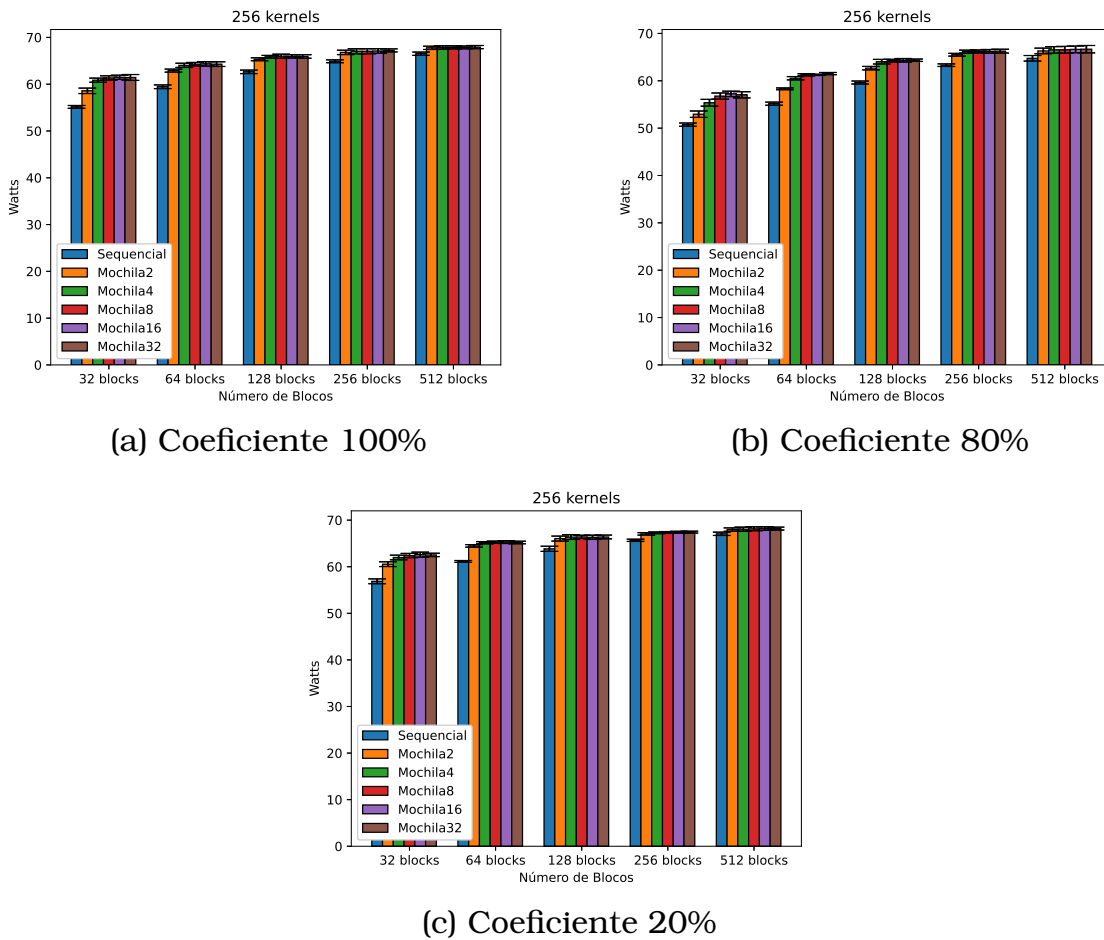 256 kernels
70
60
50
40
30
20
10
0
Watts
Sequencial
Mochila2
Mochila4
Mochila8
Mochila16
Mochila32
32 blocks 64 blocks 128 blocks 256 blocks 512 blocks
Número de Blocos
(a) Coeficiente 100%
256 kernels
70
60
50
40
30
20
10
0
Watts
Sequencial
Mochila2
Mochila4
Mochila8
Mochila16
Mochila32
32 blocks 64 blocks 128 blocks 256 blocks 512 blocks
Número de Blocos
(b) Coeficiente 80%
256 kernels
70
60
50
40
30
20
10
0
Watts
Sequencial
Mochila2
Mochila4
Mochila8
Mochila16
Mochila32
32 blocks 64 blocks 128 blocks 256 blocks 512 blocks
Número de Blocos
(c) Coeficiente 20%